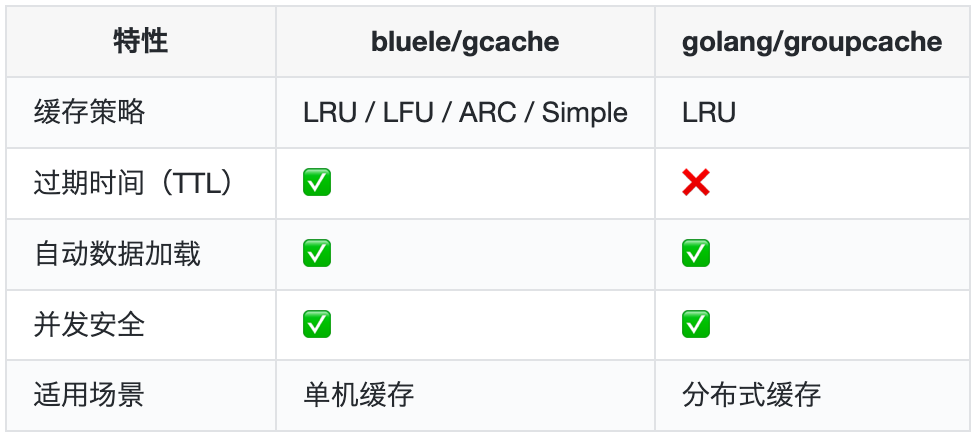 特性 bluele/gcache golang/groupcache
缓存策略 LRU / LFU / ARC / Simple LRU
过期时间（TTL） ✅ ❌
自动数据加载 ✅ ✅
并发安全 ✅ ✅
适用场景 单机缓存 分布式缓存